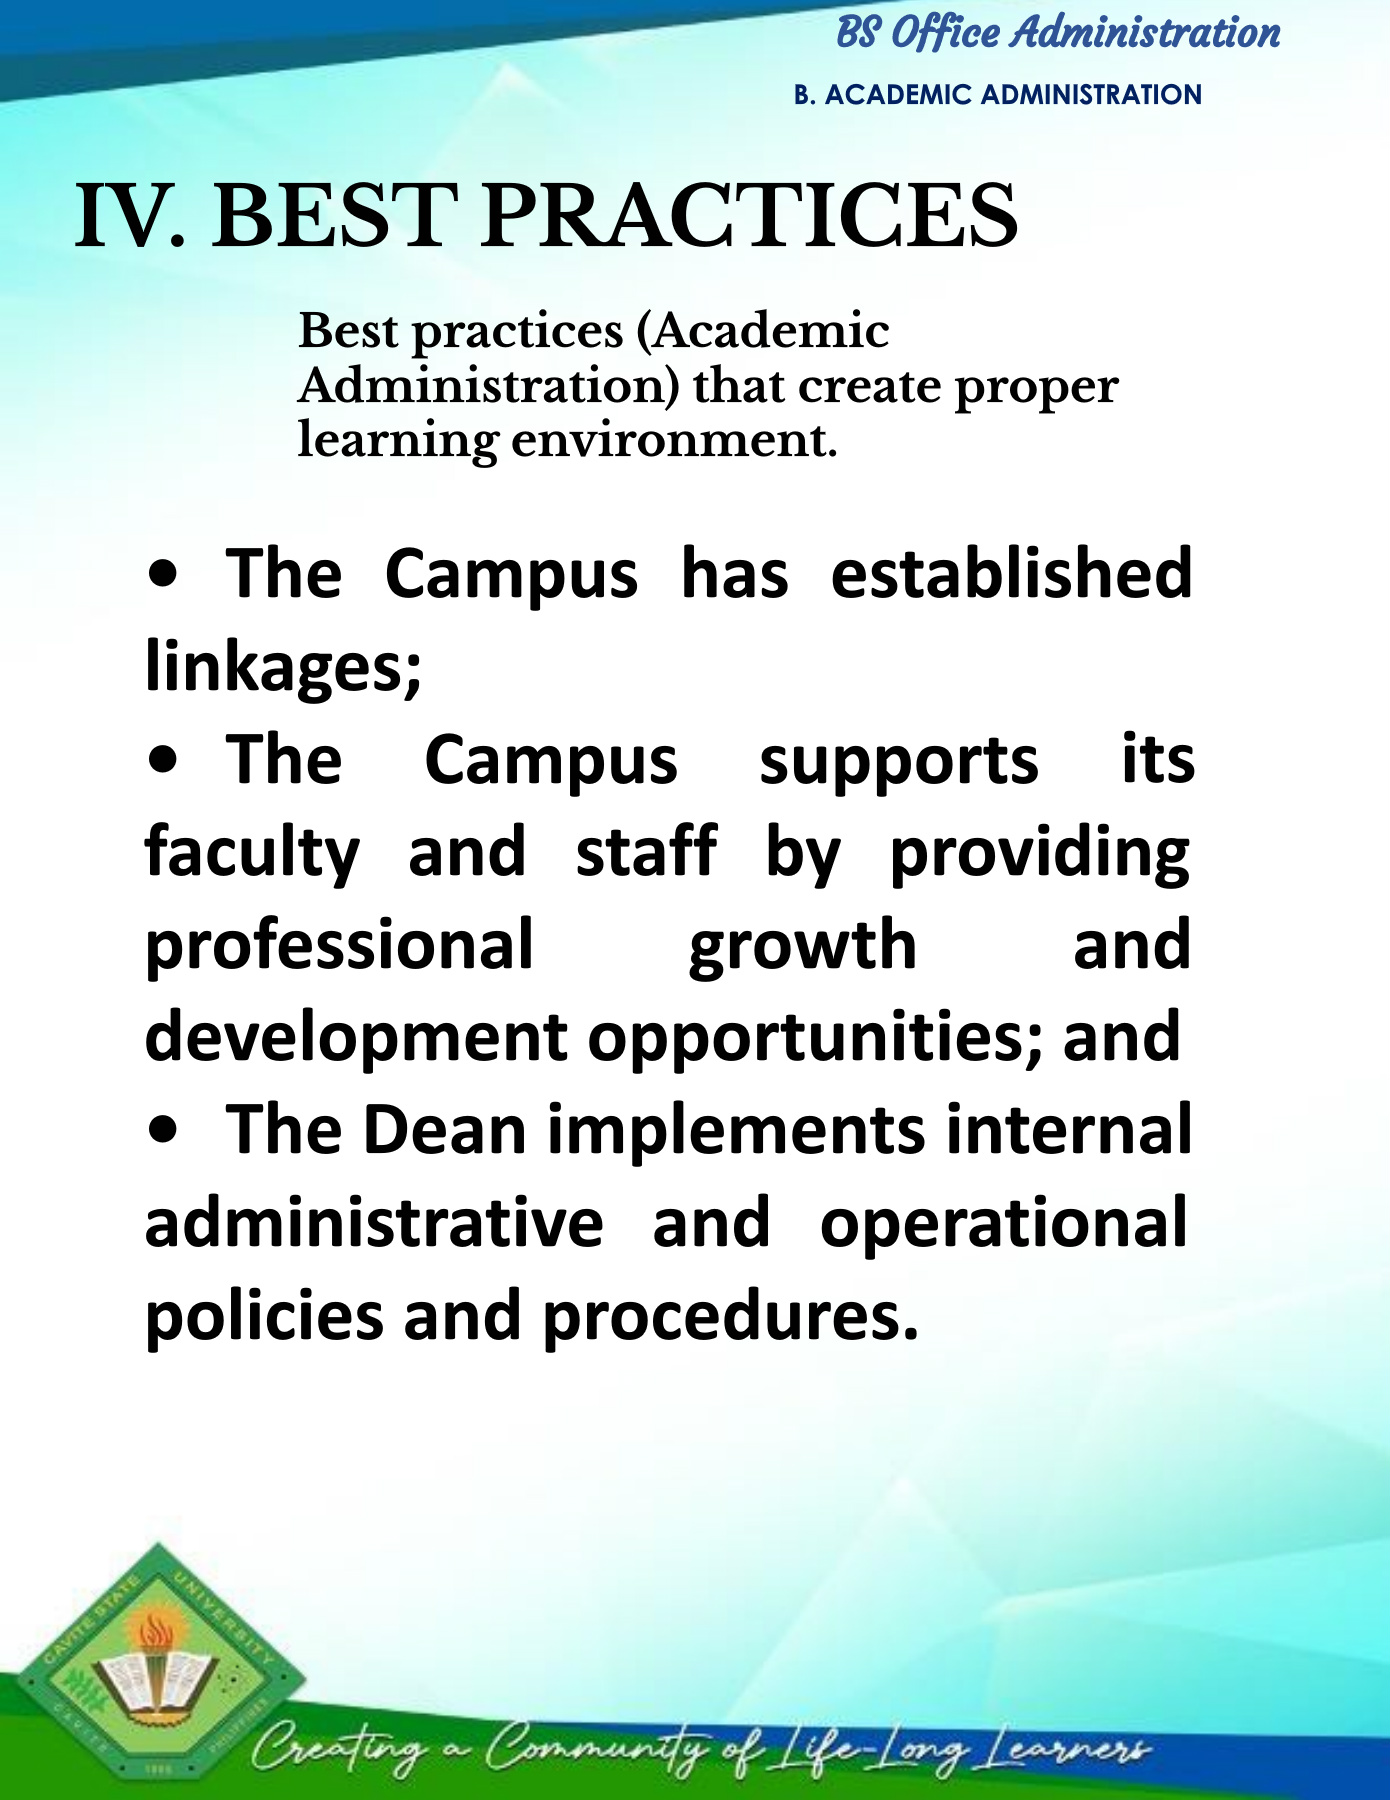 BS Office Administration
B. ACADEMIC ADMINISTRATION
IV. BEST PRACTICES
Best practices (Academic
Administration) that create proper
learning environment.
• The Campus has established
linkages;
• The Campus supports its
faculty and staff by providing
professional growth and
development opportunities; and
• The Dean implements internal
administrative and operational
policies and procedures.
CAVITE STATE UNIVERSITY
CAVITE
PHILIPPINES
1906
Creating a Community of Life-Long Learners